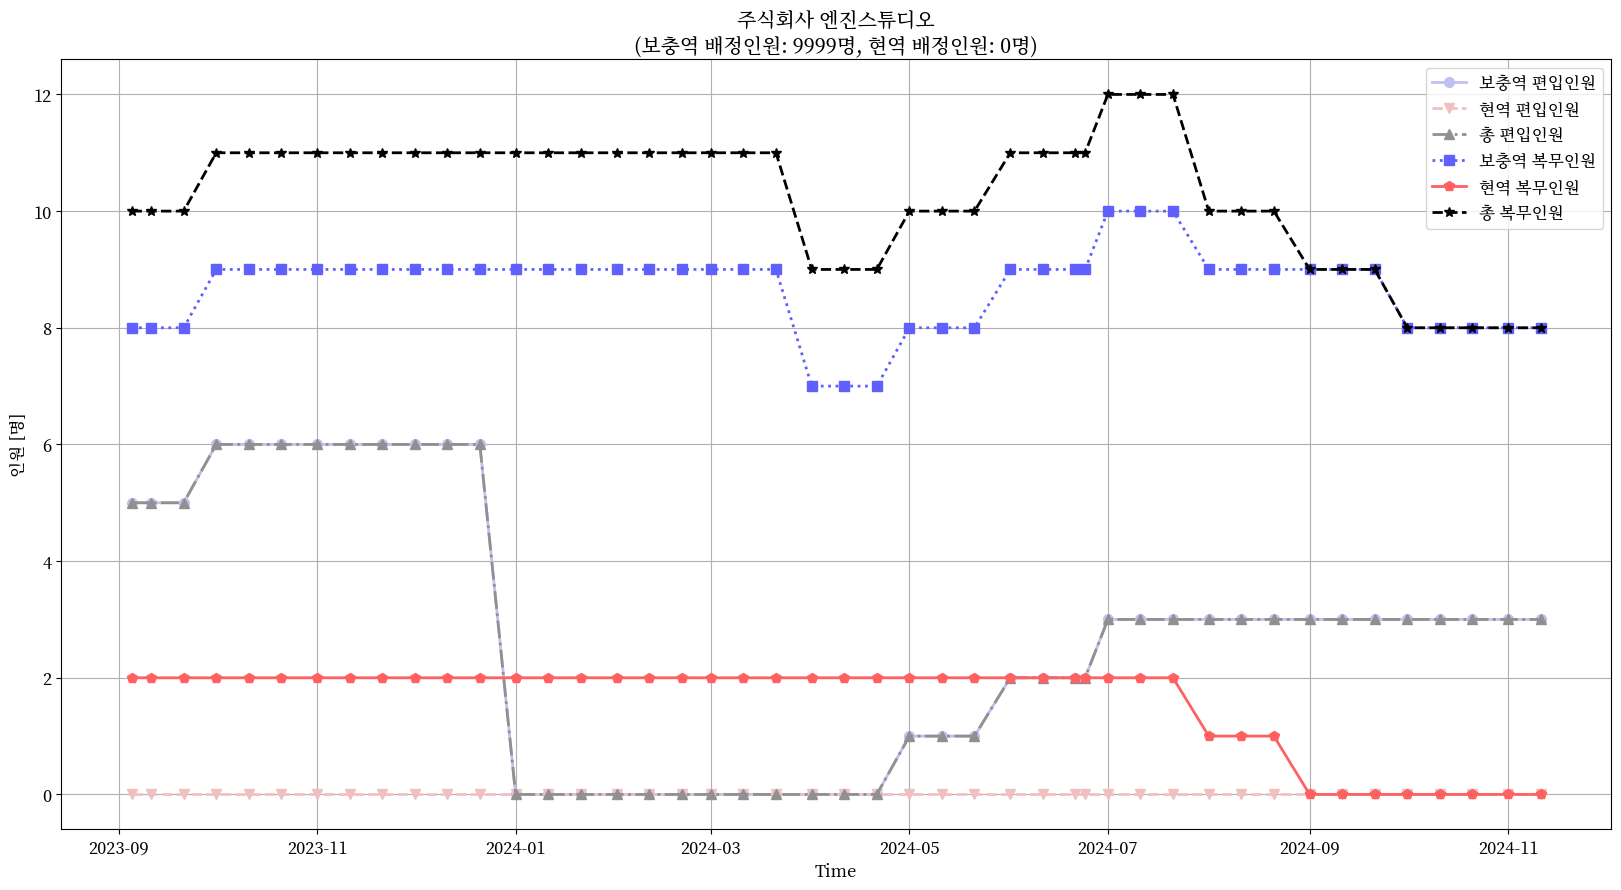 주식회사 엔진스튜디오
(보충역 배정인원: 9999명, 현역 배정인원: 0명)
보충역 편입인원
현역 편입인원
총 편입인원
보충역 복무인원
현역 복무인원
총 복무인원
12
10
8
6
4
2
0
인원 [명]
2023-09 2023-11 2024-01 2024-03 2024-05 2024-07 2024-09 2024-11
Time